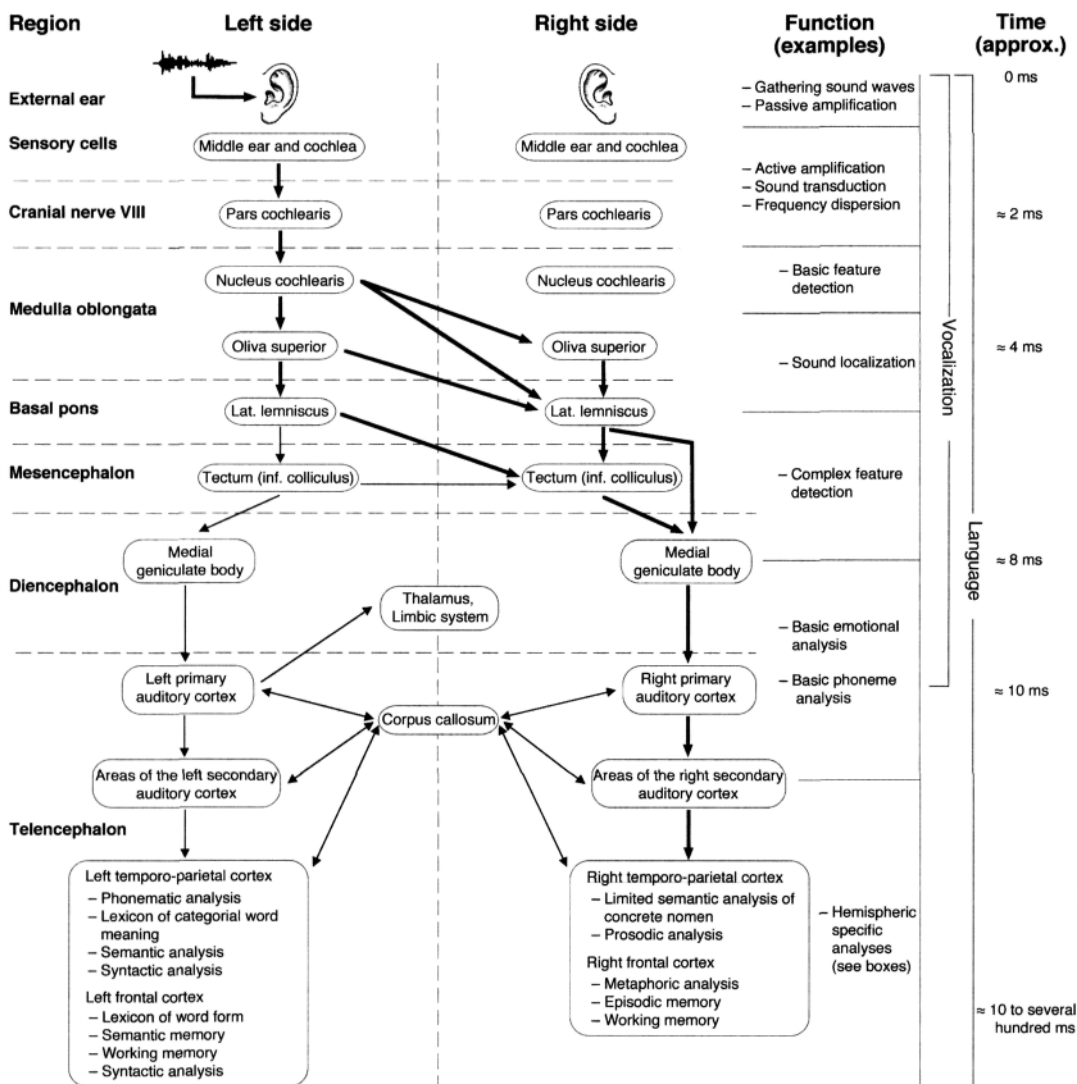 Region
Left side
Right side
Function
(examples)
Time
(approx.)
0 ms
External ear
– Gathering sound waves
– Passive amplification
Sensory cells
Middle ear and cochlea
Middle ear and cochlea
– Active amplification
– Sound transduction
– Frequency dispersion
Cranial nerve VIII
Pars cochlearis
Pars cochlearis
≈ 2 ms
Nucleus cochlearis
Nucleus cochlearis
– Basic feature
detection
Medulla oblongata
Oliva superior
Oliva superior
– Sound localization
≈ 4 ms
Vocalization
Basal pons
Lat. lemniscus
Lat. lemniscus
Mesencephalon
Tectum (inf. colliculus)
Tectum (inf. colliculus)
– Complex feature
detection
Language
Medial
geniculate body
Medial
geniculate body
≈ 8 ms
Diencephalon
Thalamus,
Limbic system
– Basic emotional
analysis
Left primary
auditory cortex
Right primary
auditory cortex
– Basic phoneme
analysis
≈ 10 ms
Corpus callosum
Areas of the left secondary
auditory cortex
Areas of the right secondary
auditory cortex
Telencephalon
Left temporo-parietal cortex
– Phonematic analysis
– Lexicon of categorial word
meaning
– Semantic analysis
– Syntactic analysis
Left frontal cortex
– Lexicon of word form
– Semantic memory
– Working memory
– Syntactic analysis
Right temporo-parietal cortex
– Limited semantic analysis of
concrete nomen
– Prosodic analysis
Right frontal cortex
– Metaphoric analysis
– Episodic memory
– Working memory
– Hemispheric
specific
analyses
(see boxes)
≈ 10 to several
hundred ms